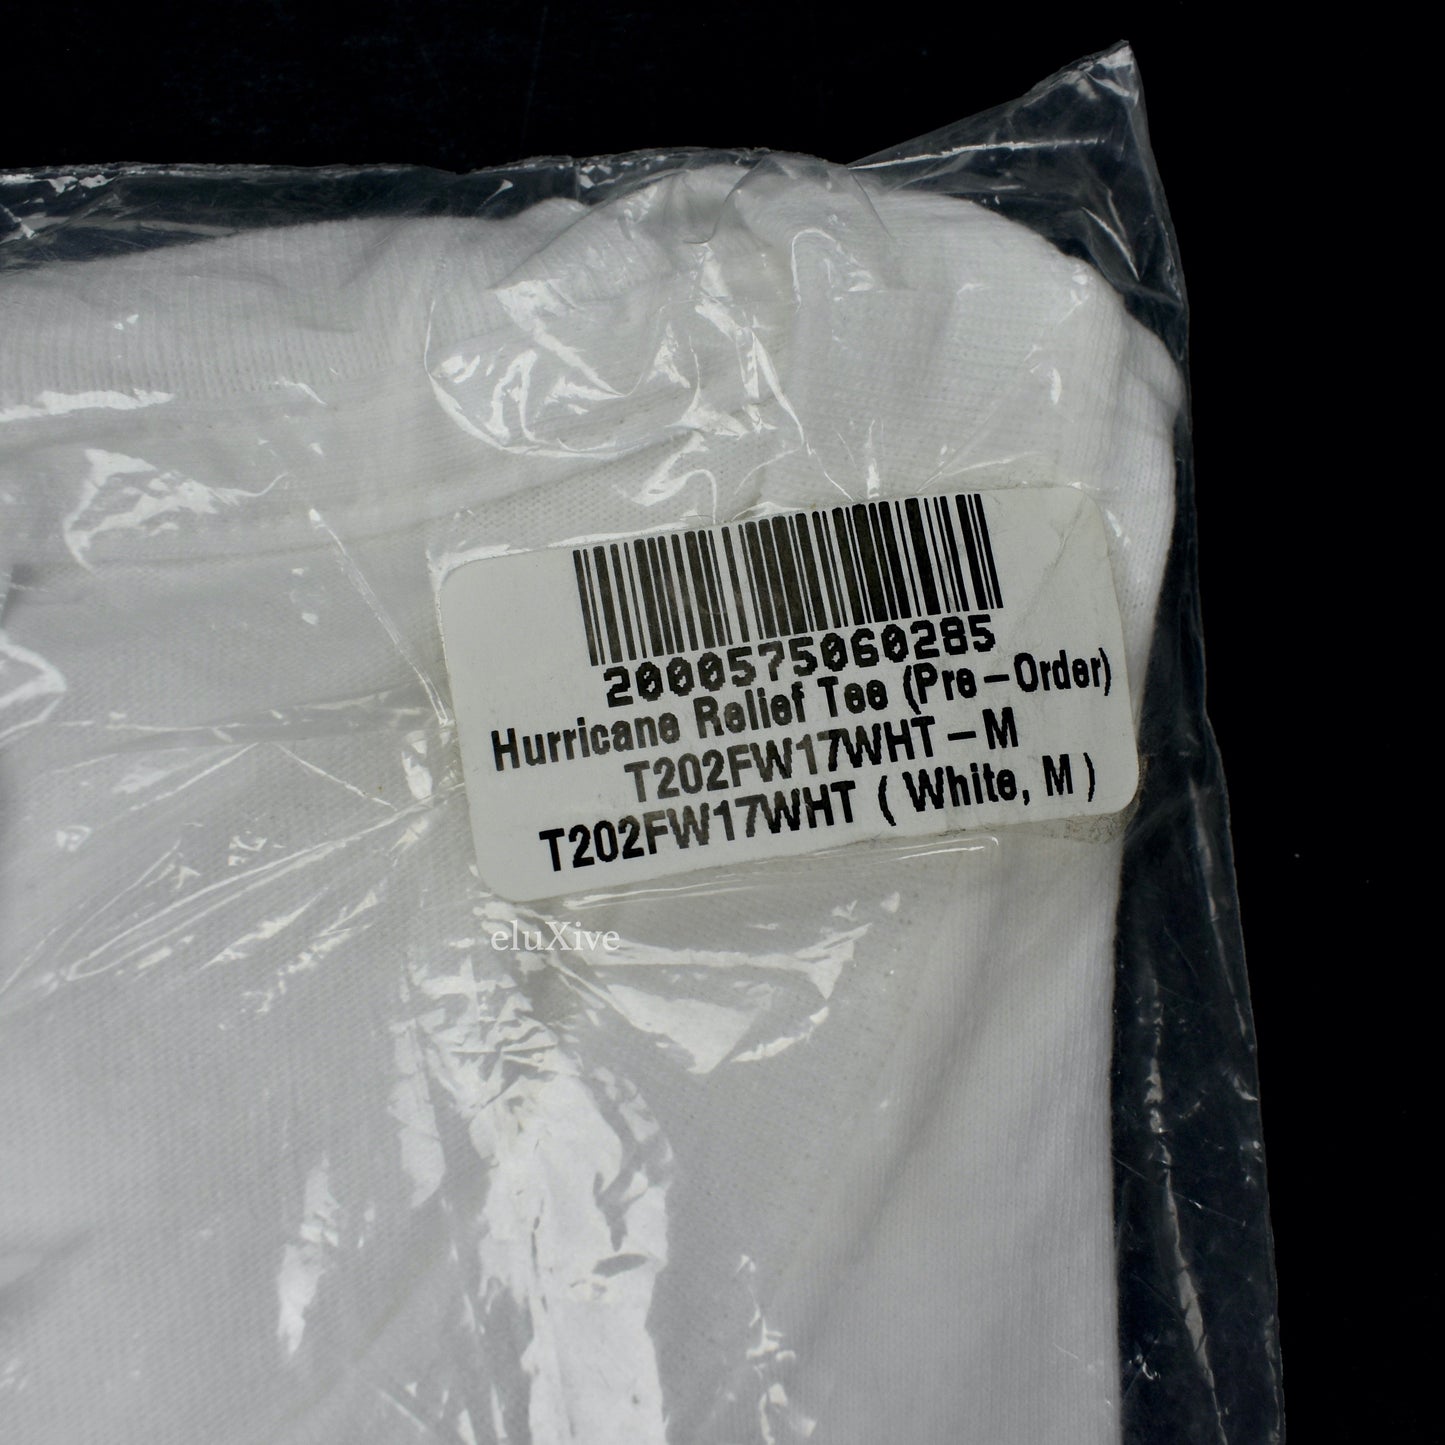 2000575060285
Hurricane Relief Tee (Pre-Order)
T202FW17WHT-M
T202FW17WHT ( White, M )
eluXive